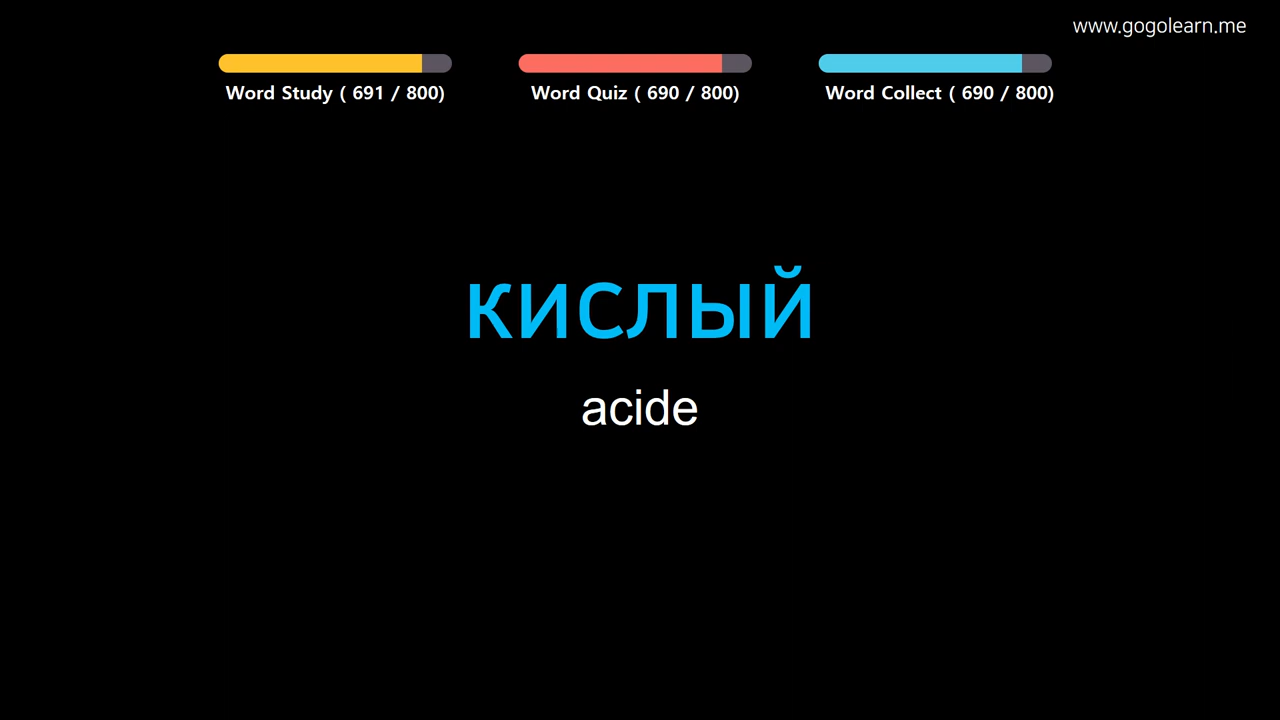 www.gogolearn.me
Word Study ( 691 / 800)
Word Quiz ( 690 / 800)
Word Collect ( 690 / 800)
кислый
acide